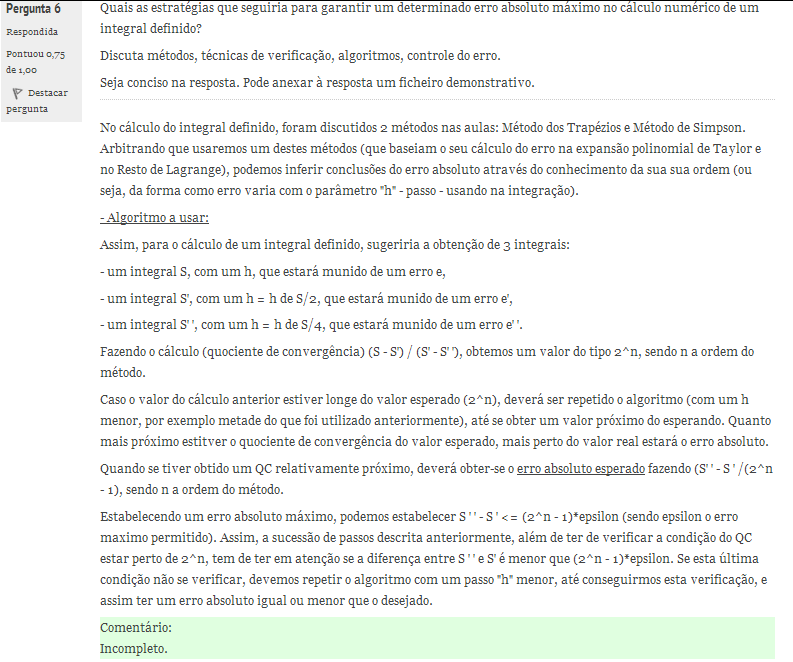 Pergunta 6
Respondida
Pontuou 0,75
de 1,00
Destacar
pergunta
Quais as estratégias que seguiria para garantir um determinado erro absoluto máximo no cálculo numérico de um
integral definido?
Discuta métodos, técnicas de verificação, algoritmos, controle do erro.
Seja conciso na resposta. Pode anexar à resposta um ficheiro demonstrativo.
No cálculo do integral definido, foram discutidos 2 métodos nas aulas: Método dos Trapézios e Método de Simpson.
Arbitrando que usaremos um destes métodos (que baseiam o seu cálculo do erro na expansão polinomial de Taylor e
no Resto de Lagrange), podemos inferir conclusões do erro absoluto através do conhecimento da sua sua ordem (ou
seja, da forma como erro varia com o parâmetro "h" - passo - usando na integração).
- Algoritmo a usar:
Assim, para o cálculo de um integral definido, sugeriria a obtenção de 3 integrais:
- um integral S, com um h, que estará munido de um erro e,
- um integral S', com um h = h de S/2, que estará munido de um erro e',
- um integral S' ', com um h = h de S/4, que estará munido de um erro e' '.
Fazendo o cálculo (quociente de convergência) (S - S') / (S' - S' '), obtemos um valor do tipo 2^n, sendo n a ordem do
método.
Caso o valor do cálculo anterior estiver longe do valor esperado (2^n), deverá ser repetido o algoritmo (com um h
menor, por exemplo metade do que foi utilizado anteriormente), até se obter um valor próximo do esperando. Quanto
mais próximo estitver o quociente de convergência do valor esperado, mais perto do valor real estará o erro absoluto.
Quando se tiver obtido um QC relativamente próximo, deverá obter-se o erro absoluto esperado fazendo (S' ' - S ' /(2^n
- 1), sendo n a ordem do método.
Estabelecendo um erro absoluto máximo, podemos estabelecer S ' ' - S ' <= (2^n - 1)*epsilon (sendo epsilon o erro
maximo permitido). Assim, a sucessão de passos descrita anteriormente, além de ter de verificar a condição do QC
estar perto de 2^n, tem de ter em atenção se a diferença entre S ' ' e S' é menor que (2^n - 1)*epsilon. Se esta última
condição não se verificar, devemos repetir o algoritmo com um passo "h" menor, até conseguirmos esta verificação, e
assim ter um erro absoluto igual ou menor que o desejado.
Comentário:
Incompleto.